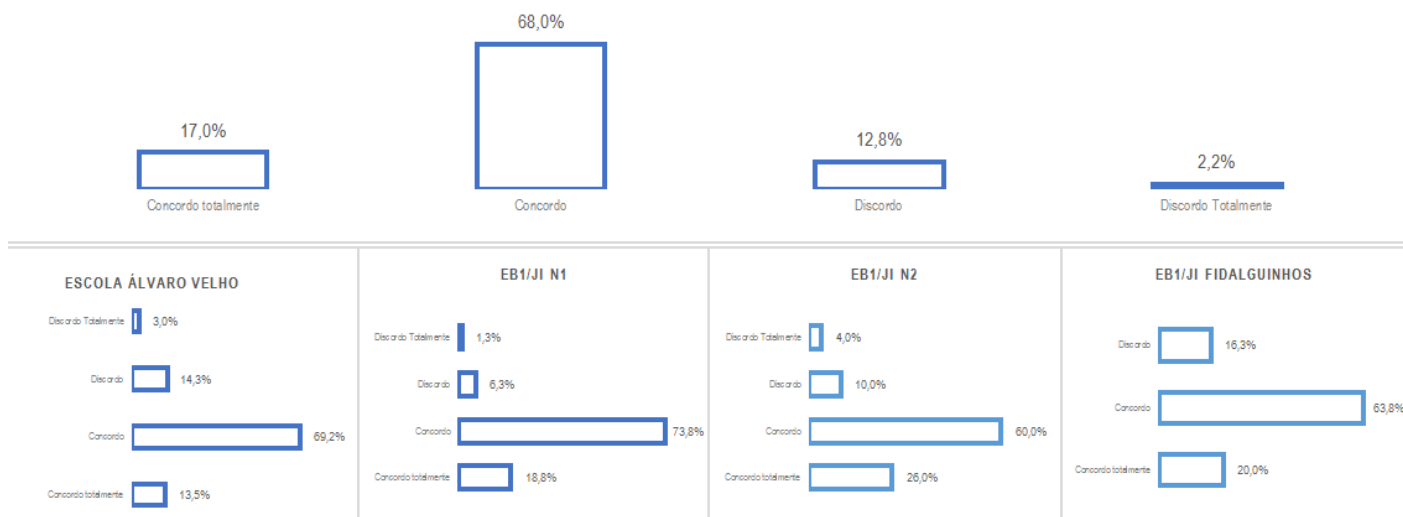 68,0%
17,0%
12,8%
2,2%
Concordo totalmente
Concordo
Discordo
Discordo Totalmente
ESCOLA ÁLVARO VELHO
Discordo Totalmente
3,0%
Discordo
14,3%
Concordo
69,2%
Concordo totalmente
13,5%
EB1/JI N1
Discordo Totalmente
1,3%
Discordo
6,3%
Concordo
73,8%
Concordo totalmente
18,8%
EB1/JI N2
Discordo Totalmente
4,0%
Discordo
10,0%
Concordo
60,0%
Concordo totalmente
26,0%
EB1/JI FIDALGUINHOS
Discordo
16,3%
Concordo
63,8%
Concordo totalmente
20,0%